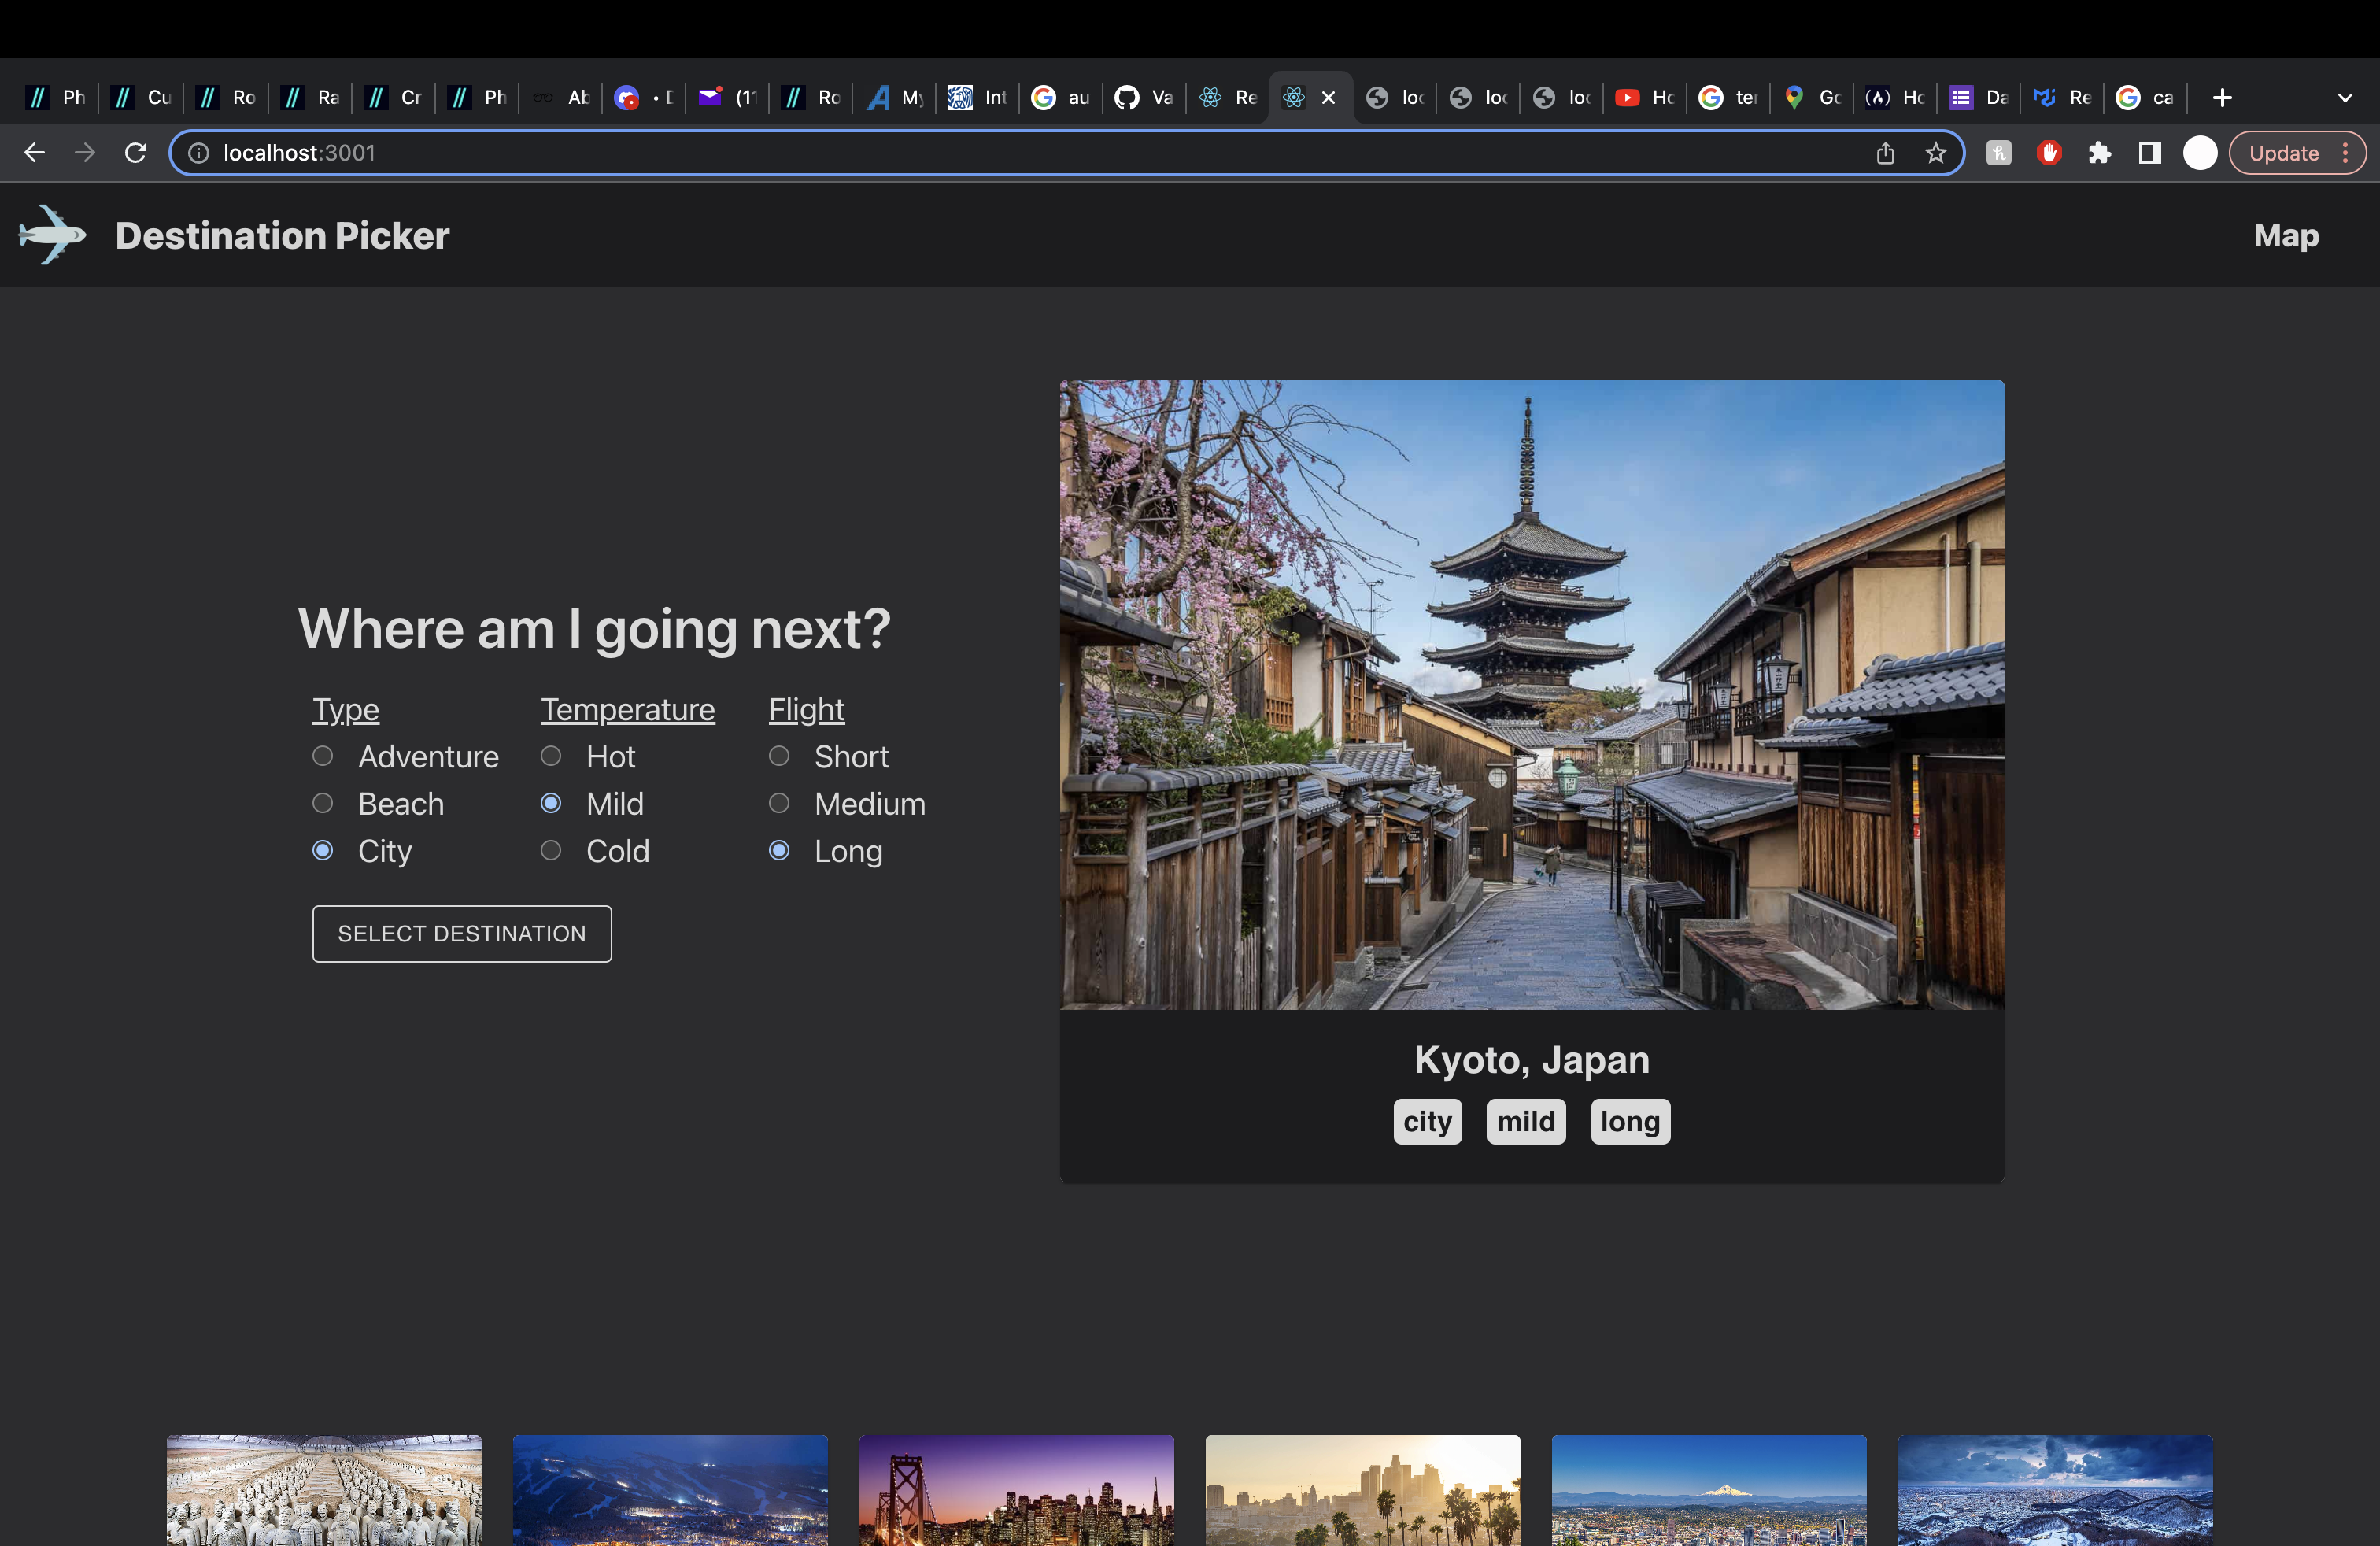 Ph Cu Ro Ra Cr Ph Ab • D (11 Ro My Int au Va Re loc loc loc Ho ter Go Ho Da Re ca
localhost:3001
Update
Destination Picker
Map
Where am I going next?
Type Temperature Flight
Adventure Hot Short
Beach Mild Medium
City Cold Long
SELECT DESTINATION
Kyoto, Japan
city mild long